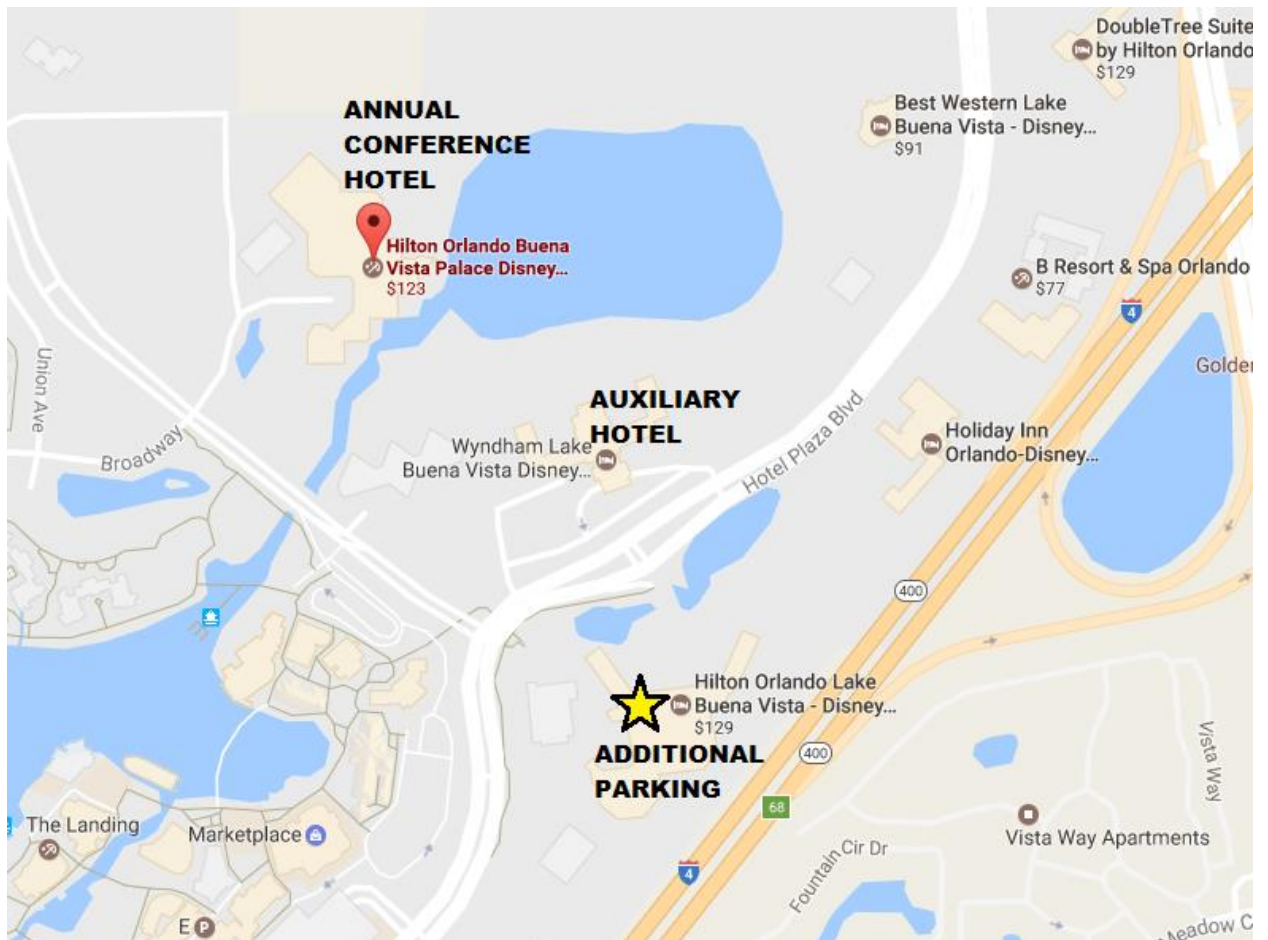 DoubleTree Suite
by Hilton Orlando
$129
Best Western Lake
Buena Vista - Disney...
$91
ANNUAL
CONFERENCE
HOTEL
Hilton Orlando Buena
Vista Palace Disney...
$123
B Resort & Spa Orlando
$77
4
Golder
Union Ave
Broadway
AUXILIARY
HOTEL
Wyndham Lake
Buena Vista Disney...
Hotel Plaza Blvd
Holiday Inn
Orlando-Disney...
400
Hilton Orlando Lake
Buena Vista - Disney...
$129
ADDITIONAL
PARKING
400
68
Vista Way
The Landing
Marketplace
Vista Way Apartments
Fountain Cir Dr
4
E P
Meadow C